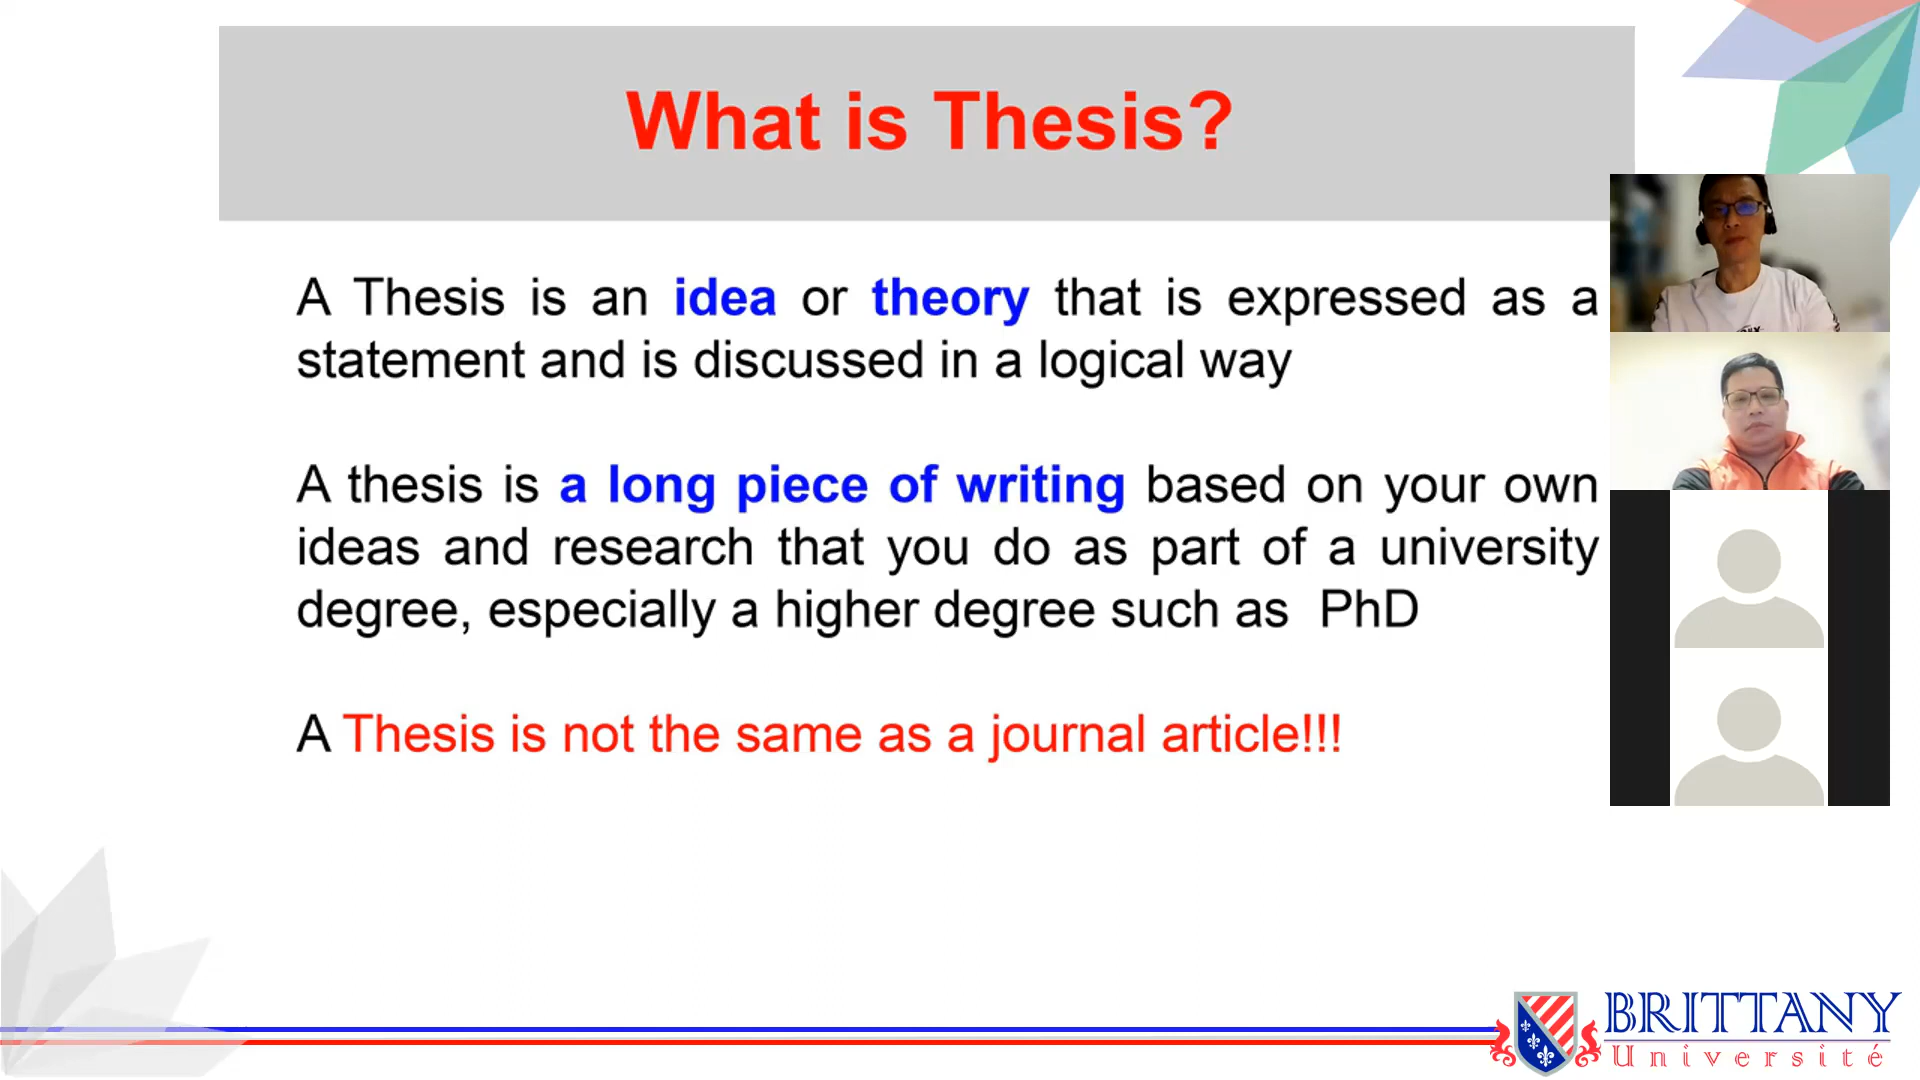 What is Thesis?
A Thesis is an idea or theory that is expressed as a
statement and is discussed in a logical way
A thesis is a long piece of writing based on your own
ideas and research that you do as part of a university
degree, especially a higher degree such as PhD
A Thesis is not the same as a journal article!!!
BRITTANY
Université